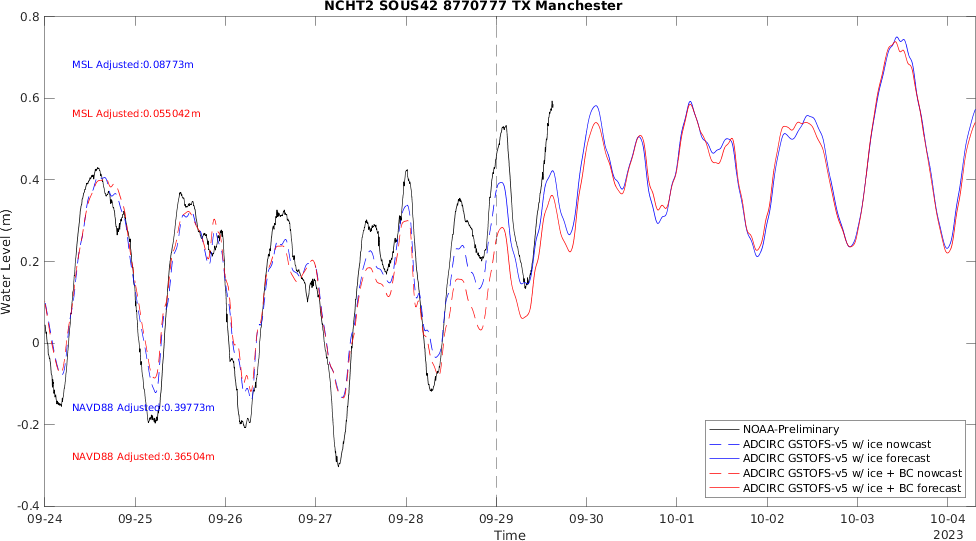 NCHT2 SOUS42 8770777 TX Manchester
0.8
MSL Adjusted:0.08773m
0.6
MSL Adjusted:0.055042m
0.4
0.2
0
Water Level (m)
NAVD88 Adjusted:0.39773m
-0.2
NAVD88 Adjusted:0.36504m
-0.4
NOAA-Preliminary
ADCIRC GSTOFS-v5 w/ ice nowcast
ADCIRC GSTOFS-v5 w/ ice forecast
ADCIRC GSTOFS-v5 w/ ice + BC nowcast
ADCIRC GSTOFS-v5 w/ ice + BC forecast
09-24 09-25 09-26 09-27 09-28 09-29 09-30 10-01 10-02 10-03 10-04
Time
2023